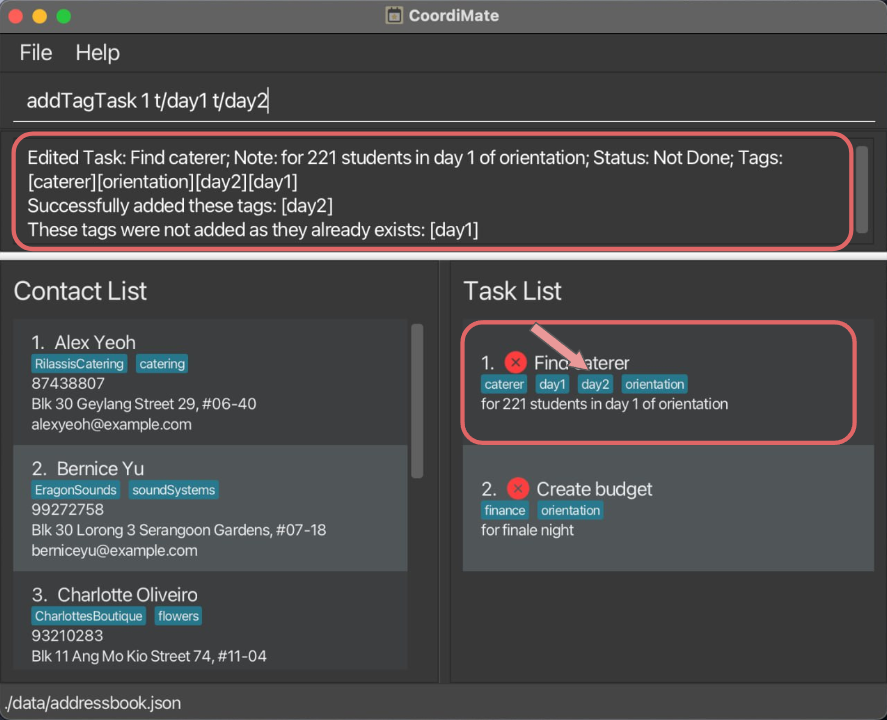 CoordiMate
File Help
addTagTask 1 t/day1 t/day2
Edited Task: Find caterer; Note: for 221 students in day 1 of orientation; Status: Not Done; Tags:
[caterer][orientation][day2][day1]
Successfully added these tags: [day2]
These tags were not added as they already exists: [day1]
Contact List
1. Alex Yeoh
RilassisCatering catering
87438807
Blk 30 Geylang Street 29, #06-40
alexyeoh@example.com
2. Bernice Yu
EragonSounds soundSystems
99272758
Blk 30 Lorong 3 Serangoon Gardens, #07-18
berniceyu@example.com
3. Charlotte Oliveiro
CharlottesBoutique flowers
93210283
Blk 11 Ang Mo Kio Street 74, #11-04
Task List
1. Find caterer
caterer day1 day2 orientation
for 221 students in day 1 of orientation
2. Create budget
finance orientation
for finale night
./data/addressbook.json